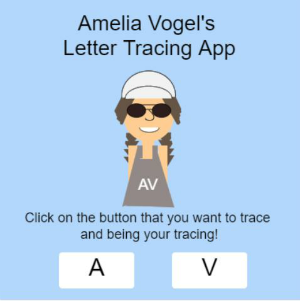 Amelia Vogel's
Letter Tracing App
AV
Click on the button that you want to trace
and being your tracing!
A
V